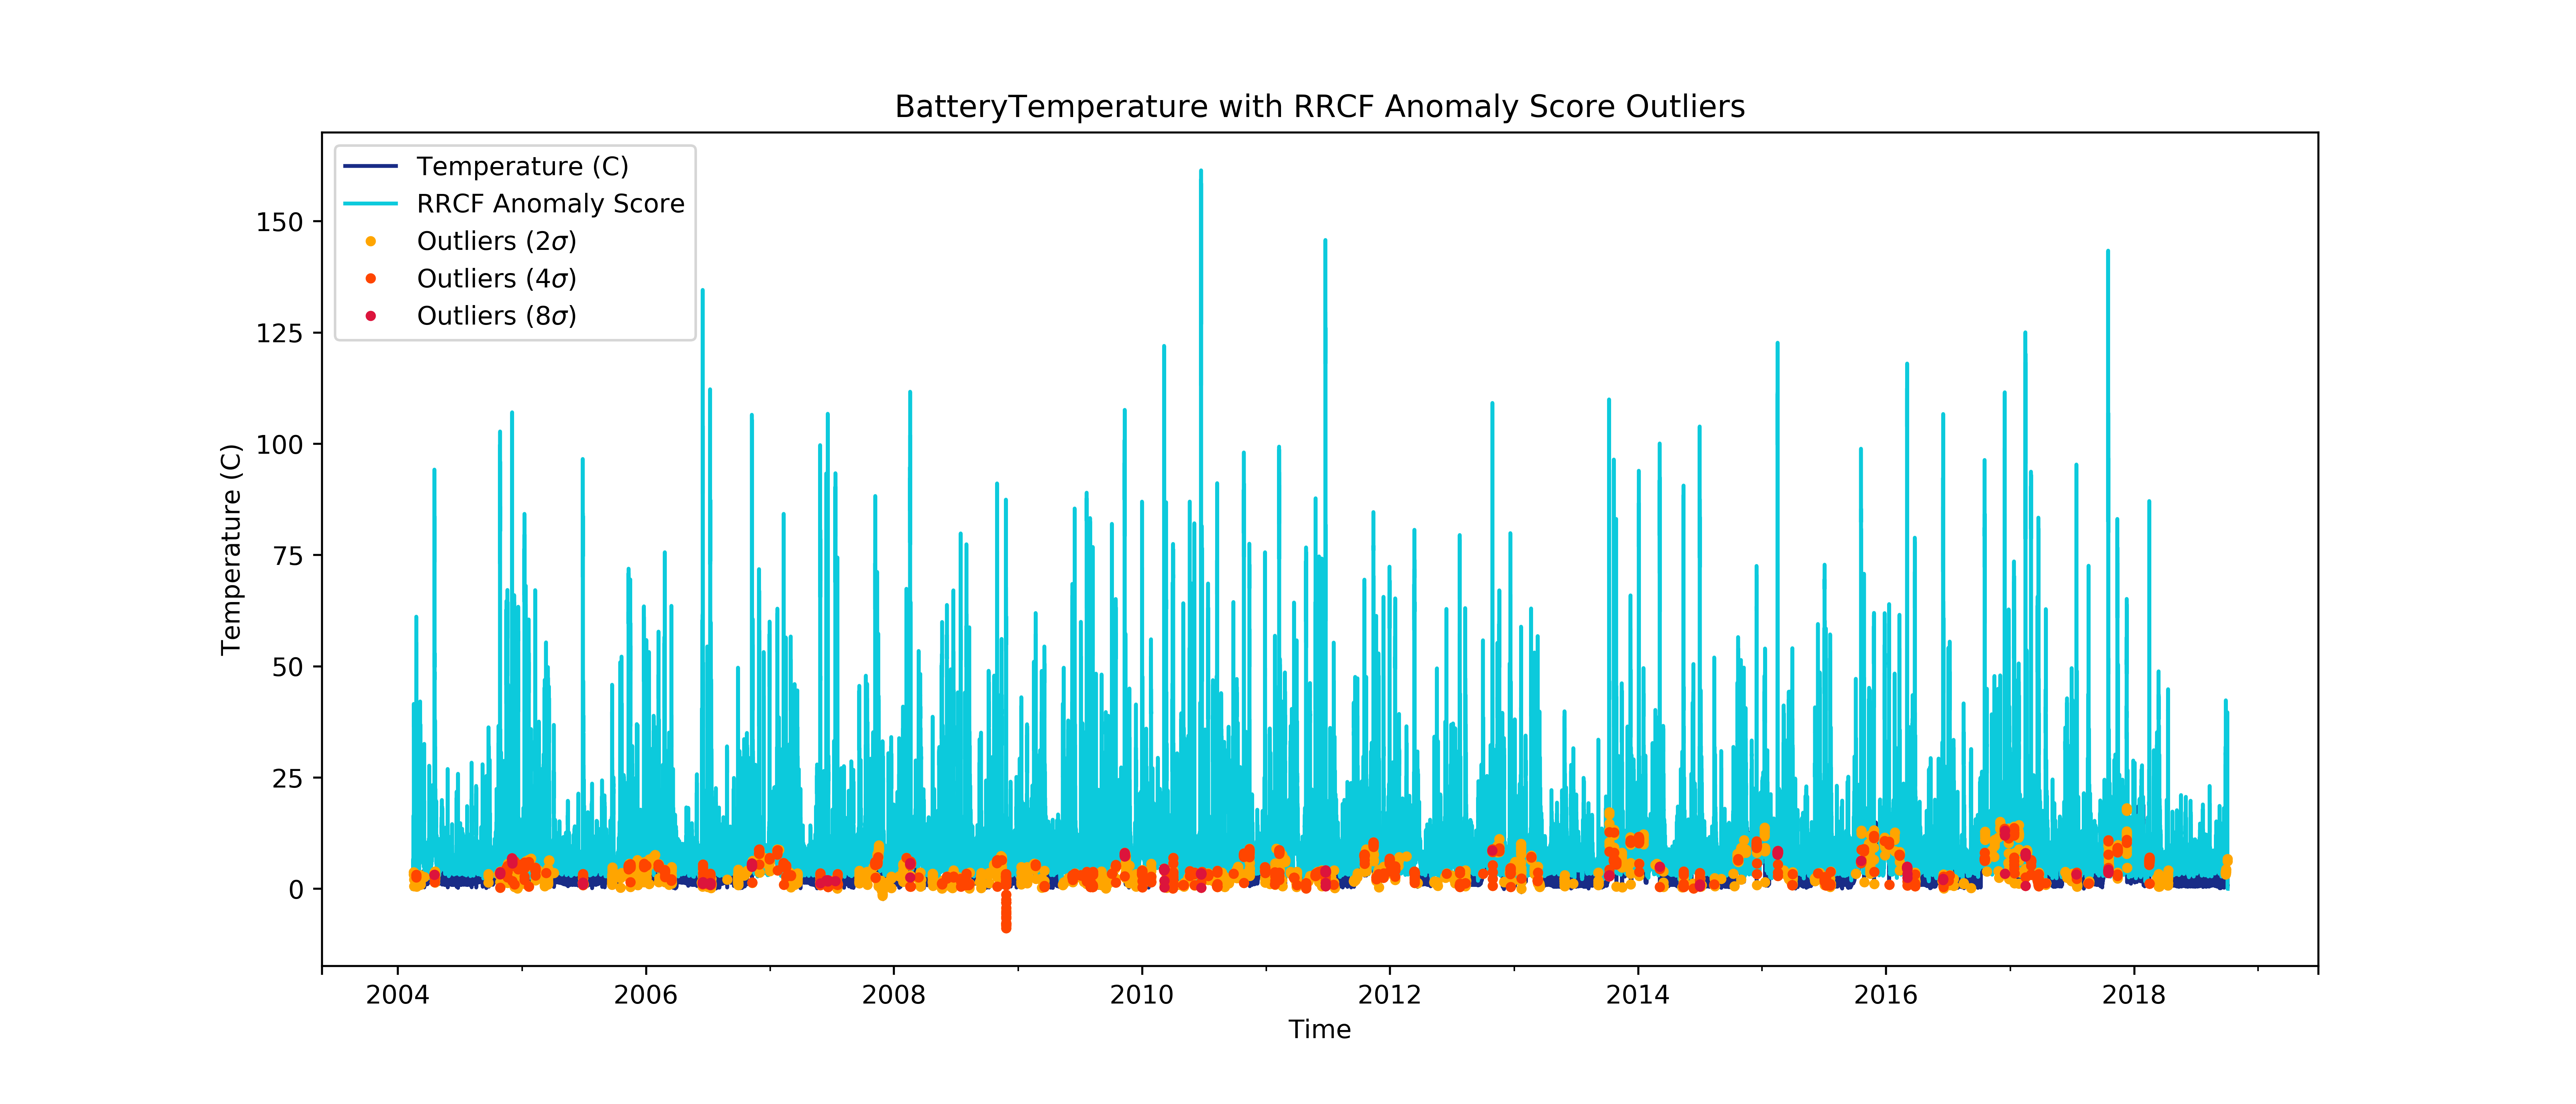 BatteryTemperature with RRCF Anomaly Score Outliers
Temperature (C)
RRCF Anomaly Score
Outliers (2σ)
Outliers (4σ)
Outliers (8σ)
Temperature (C)
150
125
100
75
50
25
0
2004 2006 2008 2010 2012 2014 2016 2018
Time